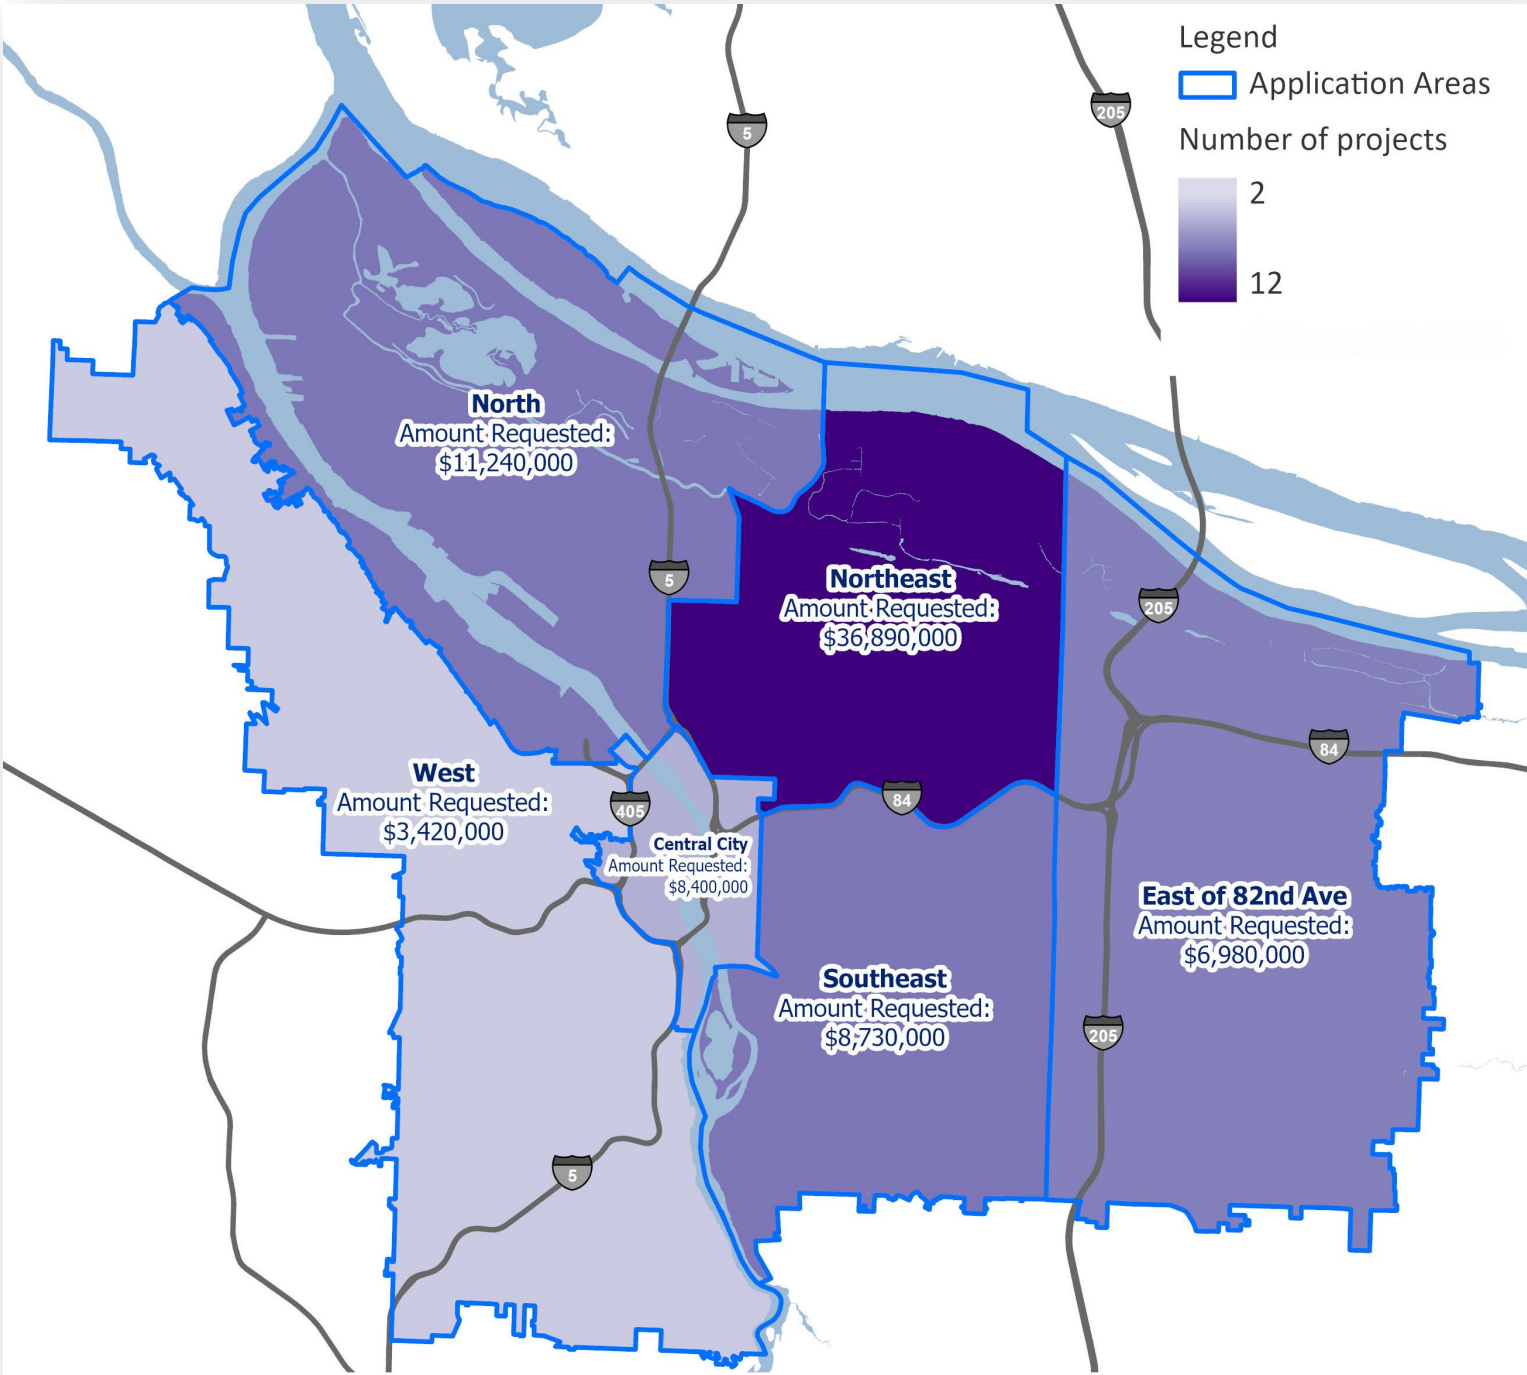 Legend
Application Areas
Number of projects
2
12
5
205
North
Amount Requested:
$11,240,000
5
Northeast
Amount Requested:
$36,890,000
205
84
West
Amount Requested:
$3,420,000
405
84
Central City
Amount Requested:
$8,400,000
East of 82nd Ave
Amount Requested:
$6,980,000
Southeast
Amount Requested:
$8,730,000
205
5